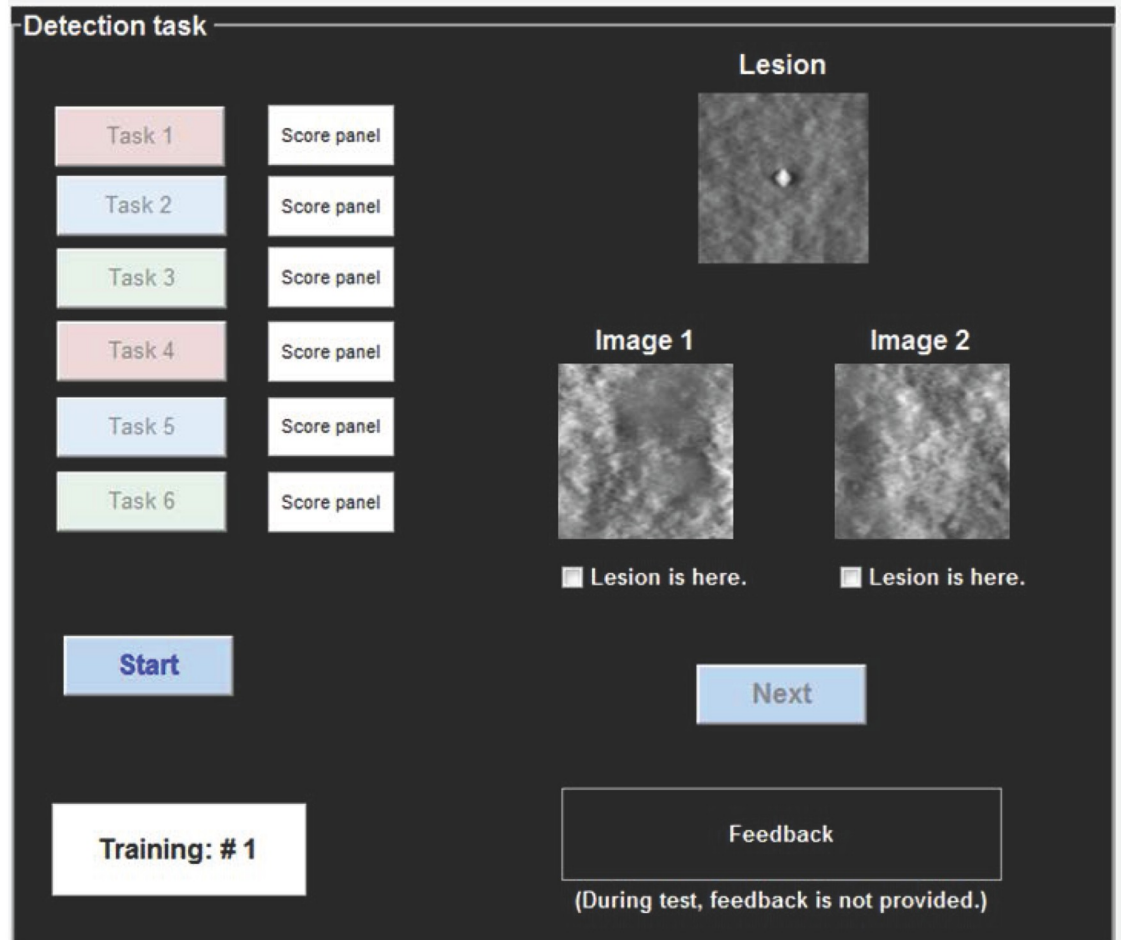 Detection task
Task 1
Score panel
Task 2
Score panel
Task 3
Score panel
Task 4
Score panel
Task 5
Score panel
Task 6
Score panel
Start
Training: # 1
Lesion
Image 1
Image 2
Lesion is here.
Lesion is here.
Next
Feedback
(During test, feedback is not provided.)